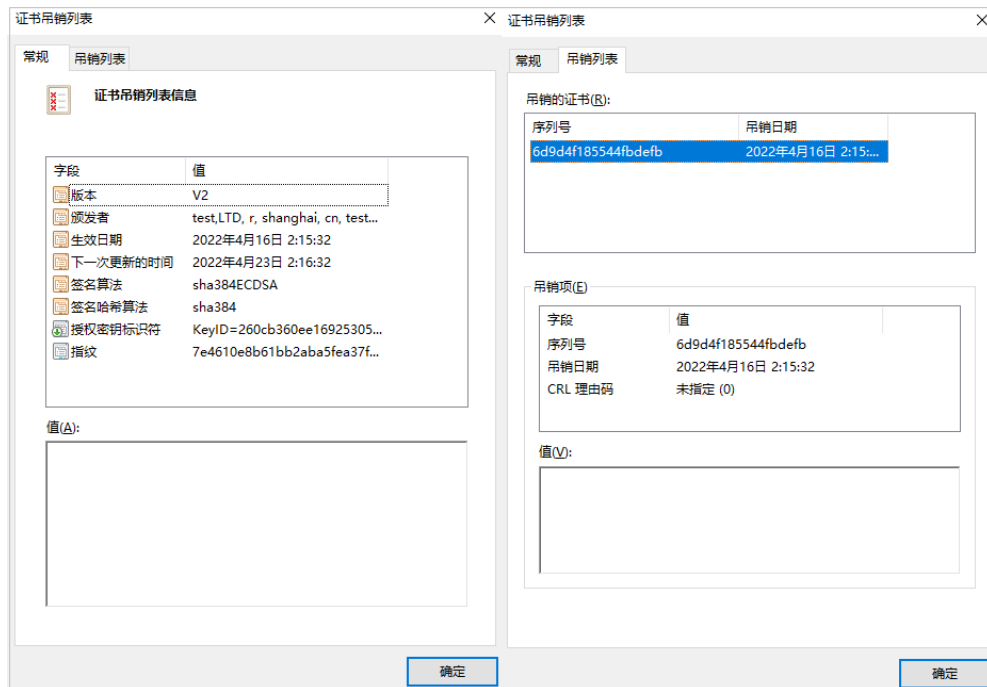 证书吊销列表
常规
吊销列表
证书吊销列表信息
字段 值
版本 V2
颁发者 test,LTD, r, shanghai, cn, test...
生效日期 2022年4月16日 2:15:32
下一次更新的时间 2022年4月23日 2:16:32
签名算法 sha384ECDSA
签名哈希算法 sha384
授权密钥标识符 KeyID=260cb360ee16925305...
指纹 7e4610e8b61bb2aba5fea37f...
值(A):
确定
证书吊销列表
常规
吊销列表
吊销的证书(R):
序列号 吊销日期
6d9d4f185544fbdefb 2022年4月16日 2:15:...
吊销项(E)
字段 值
序列号 6d9d4f185544fbdefb
吊销日期 2022年4月16日 2:15:32
CRL 理由码 未指定 (0)
值(V):
确定